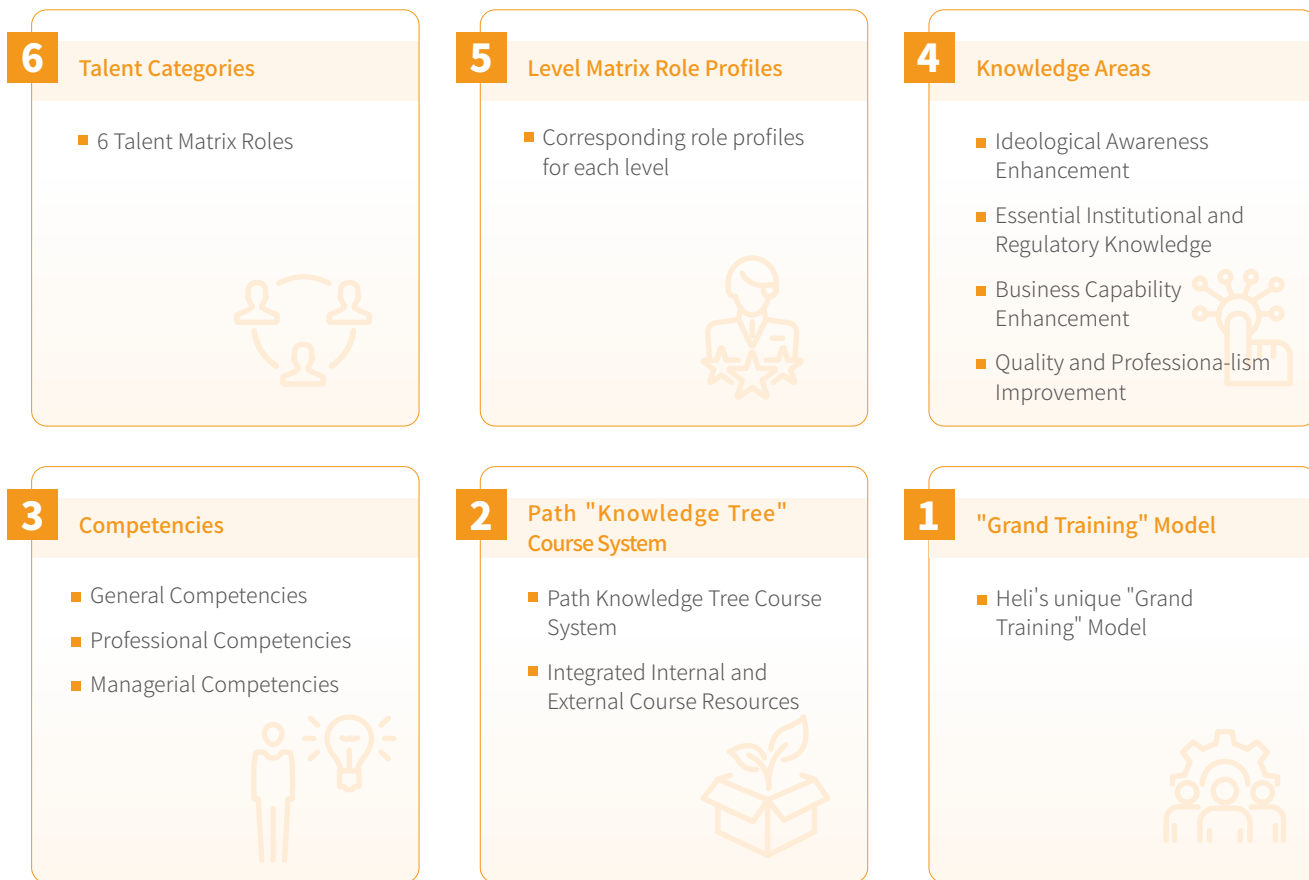 6
Talent Categories
6 Talent Matrix Roles
5
Level Matrix Role Profiles
Corresponding role profiles
for each level
4
Knowledge Areas
Ideological Awareness
Enhancement
Essential Institutional and
Regulatory Knowledge
Business Capability
Enhancement
Quality and Professiona-lism
Improvement
3
Competencies
General Competencies
Professional Competencies
Managerial Competencies
2
Path "Knowledge Tree"
Course System
Path Knowledge Tree Course
System
Integrated Internal and
External Course Resources
1
"Grand Training" Model
Heli's unique "Grand
Training" Model